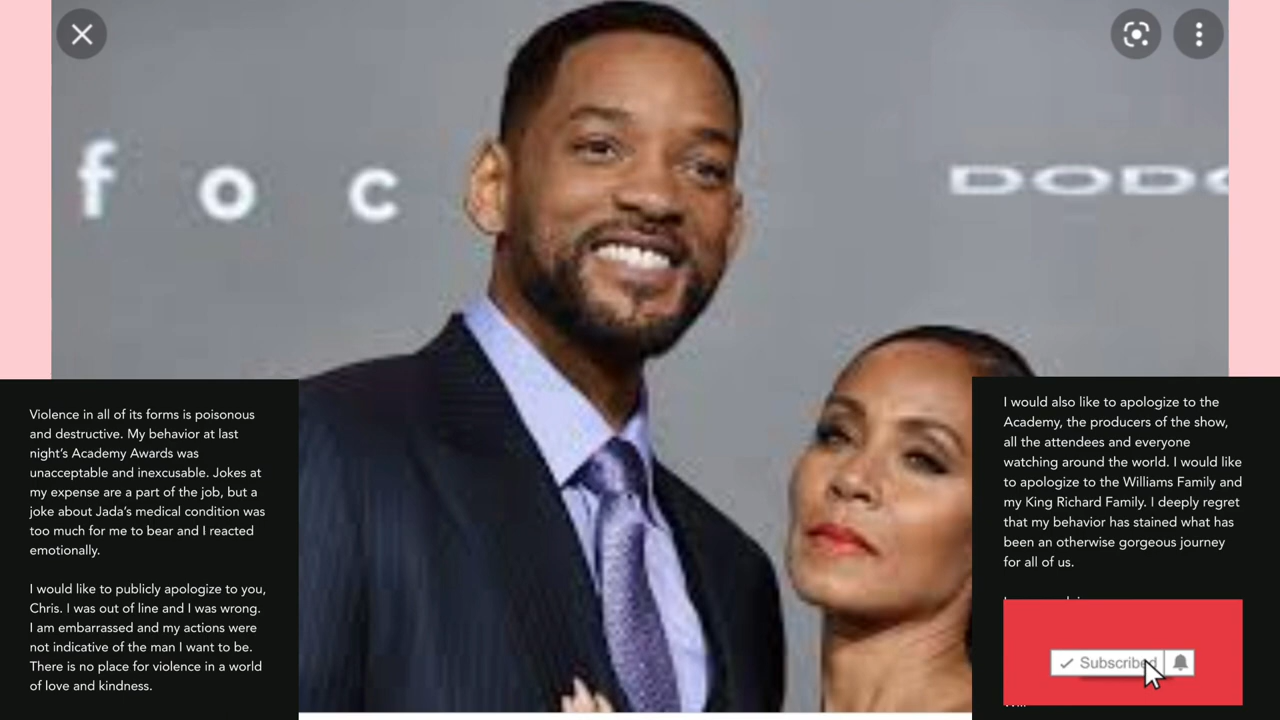 f o c
DODG
Violence in all of its forms is poisonous
and destructive. My behavior at last
night's Academy Awards was
unacceptable and inexcusable. Jokes at
my expense are a part of the job, but a
joke about Jada's medical condition was
too much for me to bear and I reacted
emotionally.
I would like to publicly apologize to you,
Chris. I was out of line and I was wrong.
I am embarrassed and my actions were
not indicative of the man I want to be.
There is no place for violence in a world
of love and kindness.
I would also like to apologize to the
Academy, the producers of the show,
all the attendees and everyone
watching around the world. I would like
to apologize to the Williams Family and
my King Richard Family. I deeply regret
that my behavior has stained what has
been an otherwise gorgeous journey
for all of us.
Subscribed